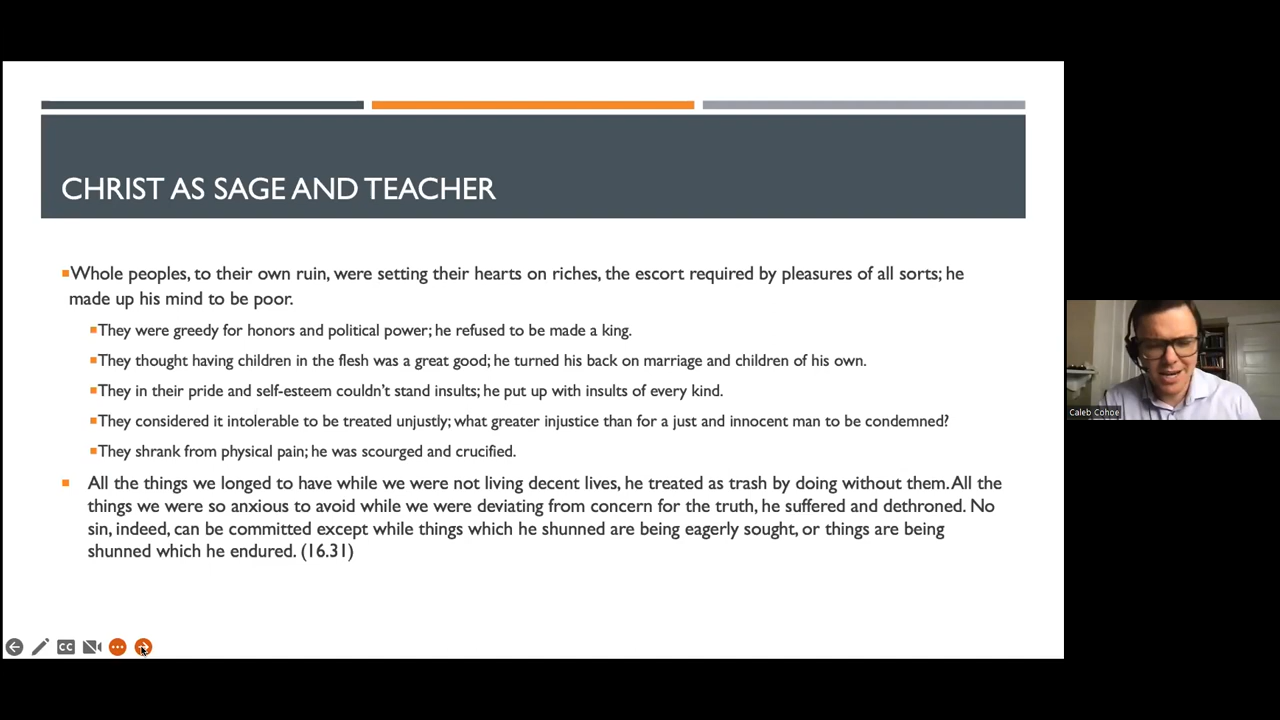 CHRIST AS SAGE AND TEACHER
Whole peoples, to their own ruin, were setting their hearts on riches, the escort required by pleasures of all sorts; he
made up his mind to be poor.
They were greedy for honors and political power; he refused to be made a king.
They thought having children in the flesh was a great good; he turned his back on marriage and children of his own.
They in their pride and self-esteem couldn't stand insults; he put up with insults of every kind.
They considered it intolerable to be treated unjustly; what greater injustice than for a just and innocent man to be condemned?
They shrank from physical pain; he was scourged and crucified.
All the things we longed to have while we were not living decent lives, he treated as trash by doing without them. All the
things we were so anxious to avoid while we were deviating from concern for the truth, he suffered and dethroned. No
sin, indeed, can be committed except while things which he shunned are being eagerly sought, or things are being
shunned which he endured. (16.31)
CC
Caleb Cohoe